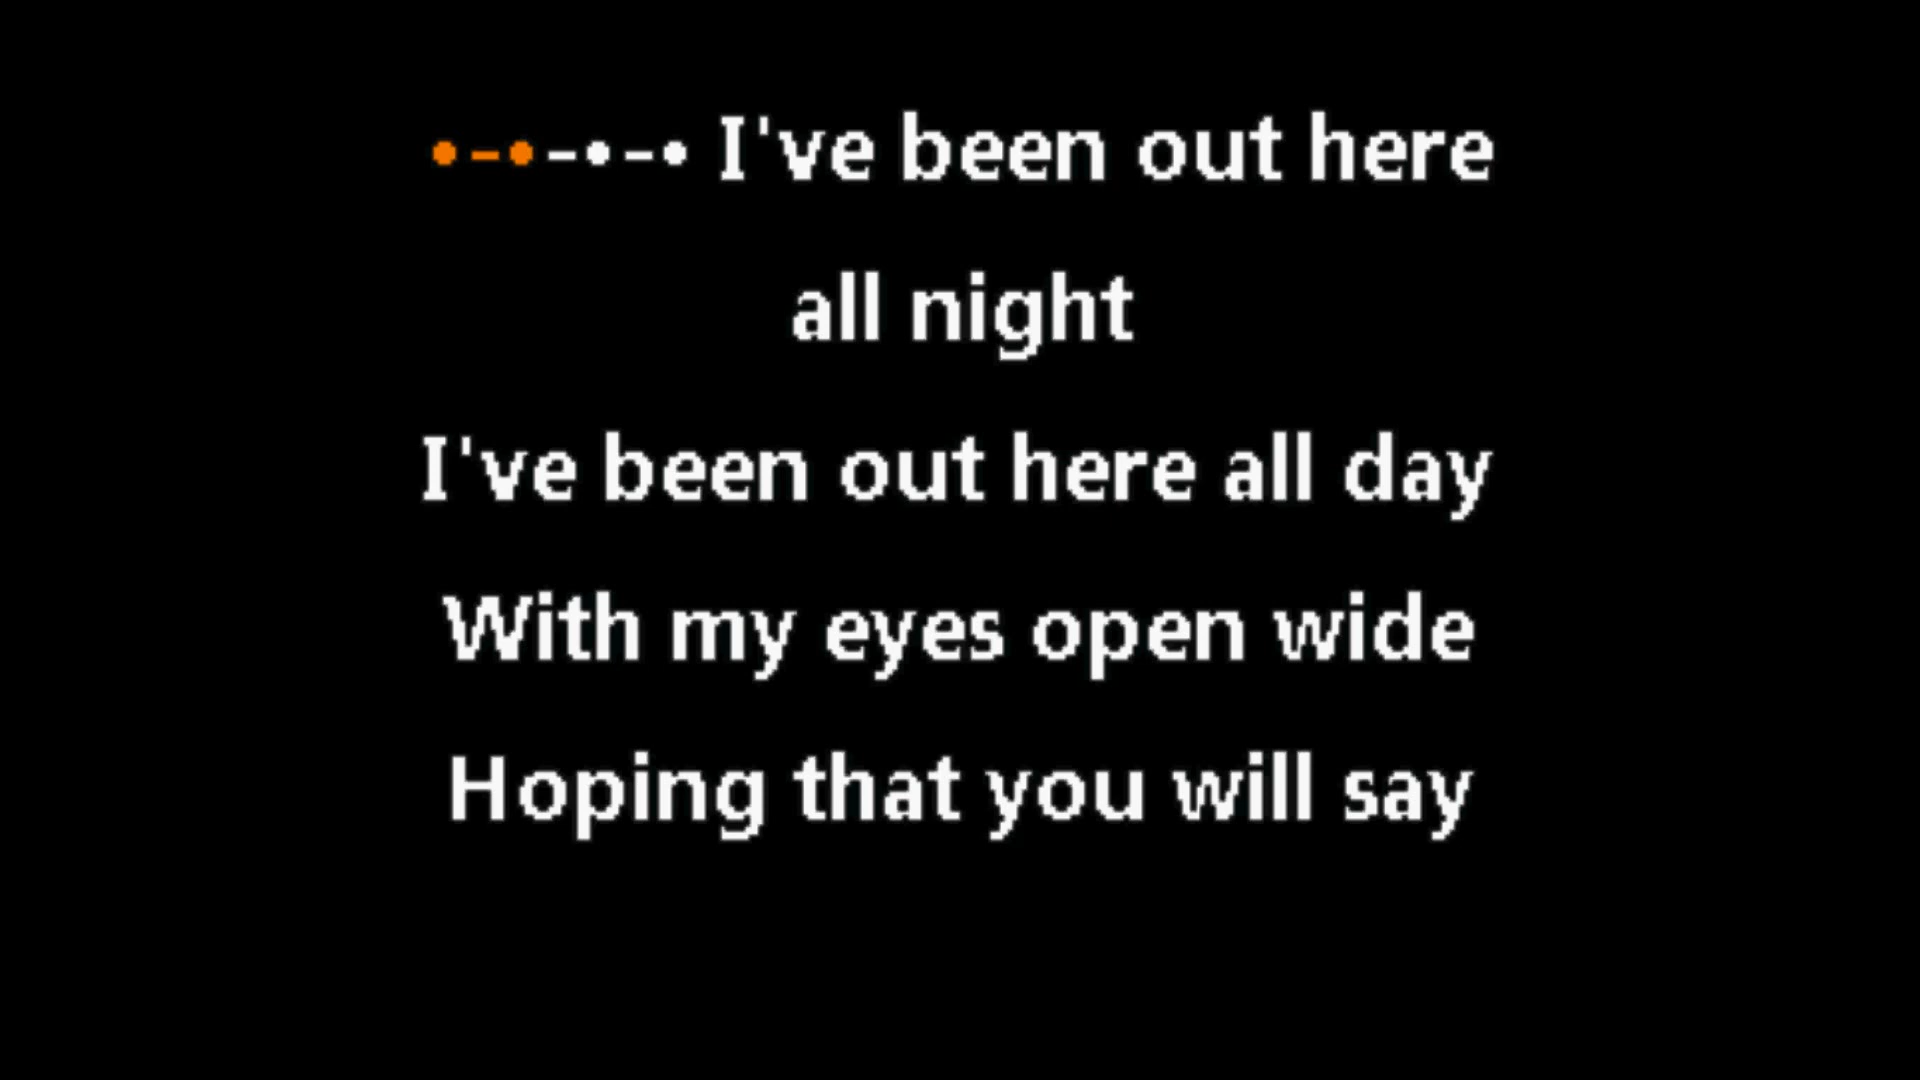 •-•-•-• I've been out here
all night
I've been out here all day
With my eyes open wide
Hoping that you will say